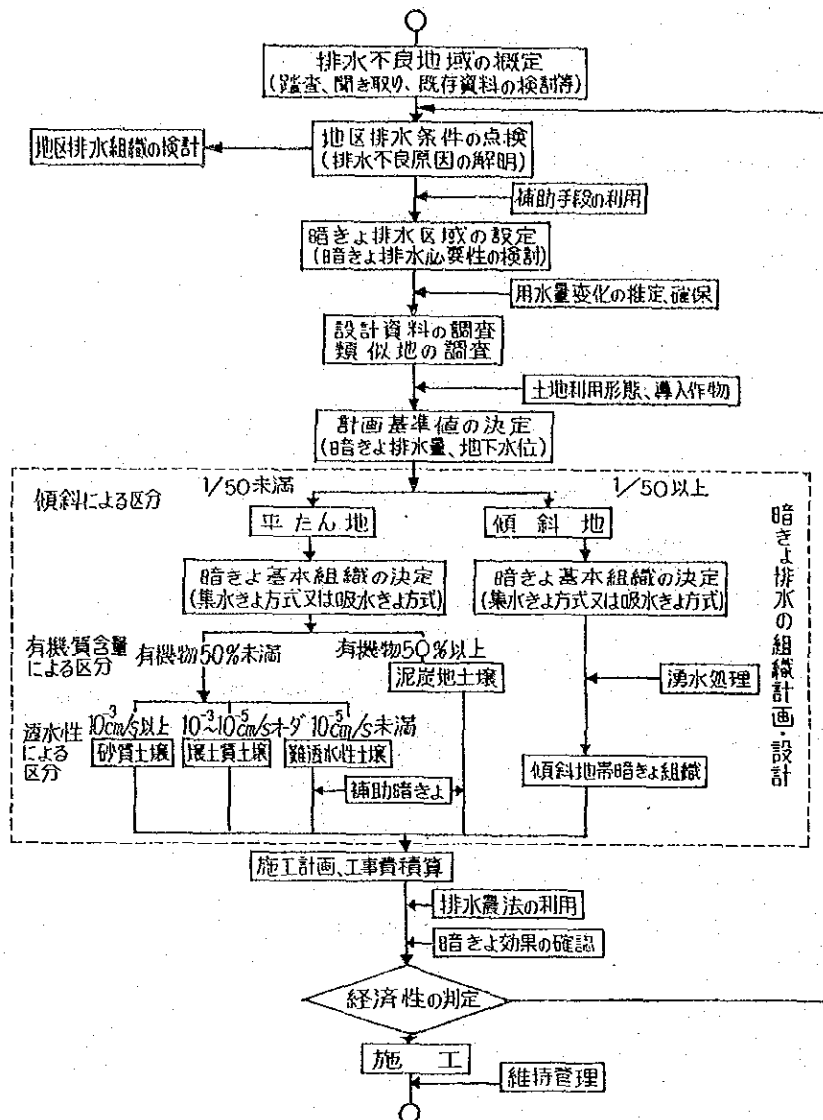 排水不良地域の概定
(踏査、聞き取り、既存資料の検討等)
地区排水条件の点検
(排水不良原因の解明)
地区排水組織の検討
補助手段の利用
暗きょ排水区域の設定
(暗きょ排水必要性の検討)
用水量変化の推定、確保
設計資料の調査
類似地の調査
土地利用形態、導入作物
計画基準値の決定
(暗きょ排水量、地下水位)
傾斜による区分
1/50未満
1/50以上
平たん地
傾斜地
暗きょ排水の組織計画・設計
暗きょ基本組織の決定
(集水きょ方式又は吸水きょ方式)
暗きょ基本組織の決定
(集水きょ方式又は吸水きょ方式)
有機質含量
による区分
有機物50%未満
有機物50%以上
泥炭地土壌
湧水処理
透水性
による
区分
10⁻³cm/s以上
10⁻³~10⁻⁵cm/sオーダ
10⁻⁵cm/s未満
砂質土壌
壌土質土壌
難透水性土壌
傾斜地帯暗きょ組織
補助暗きょ
施工計画、工事費積算
排水農法の利用
暗きょ効果の確認
経済性の判定
施工
維持管理